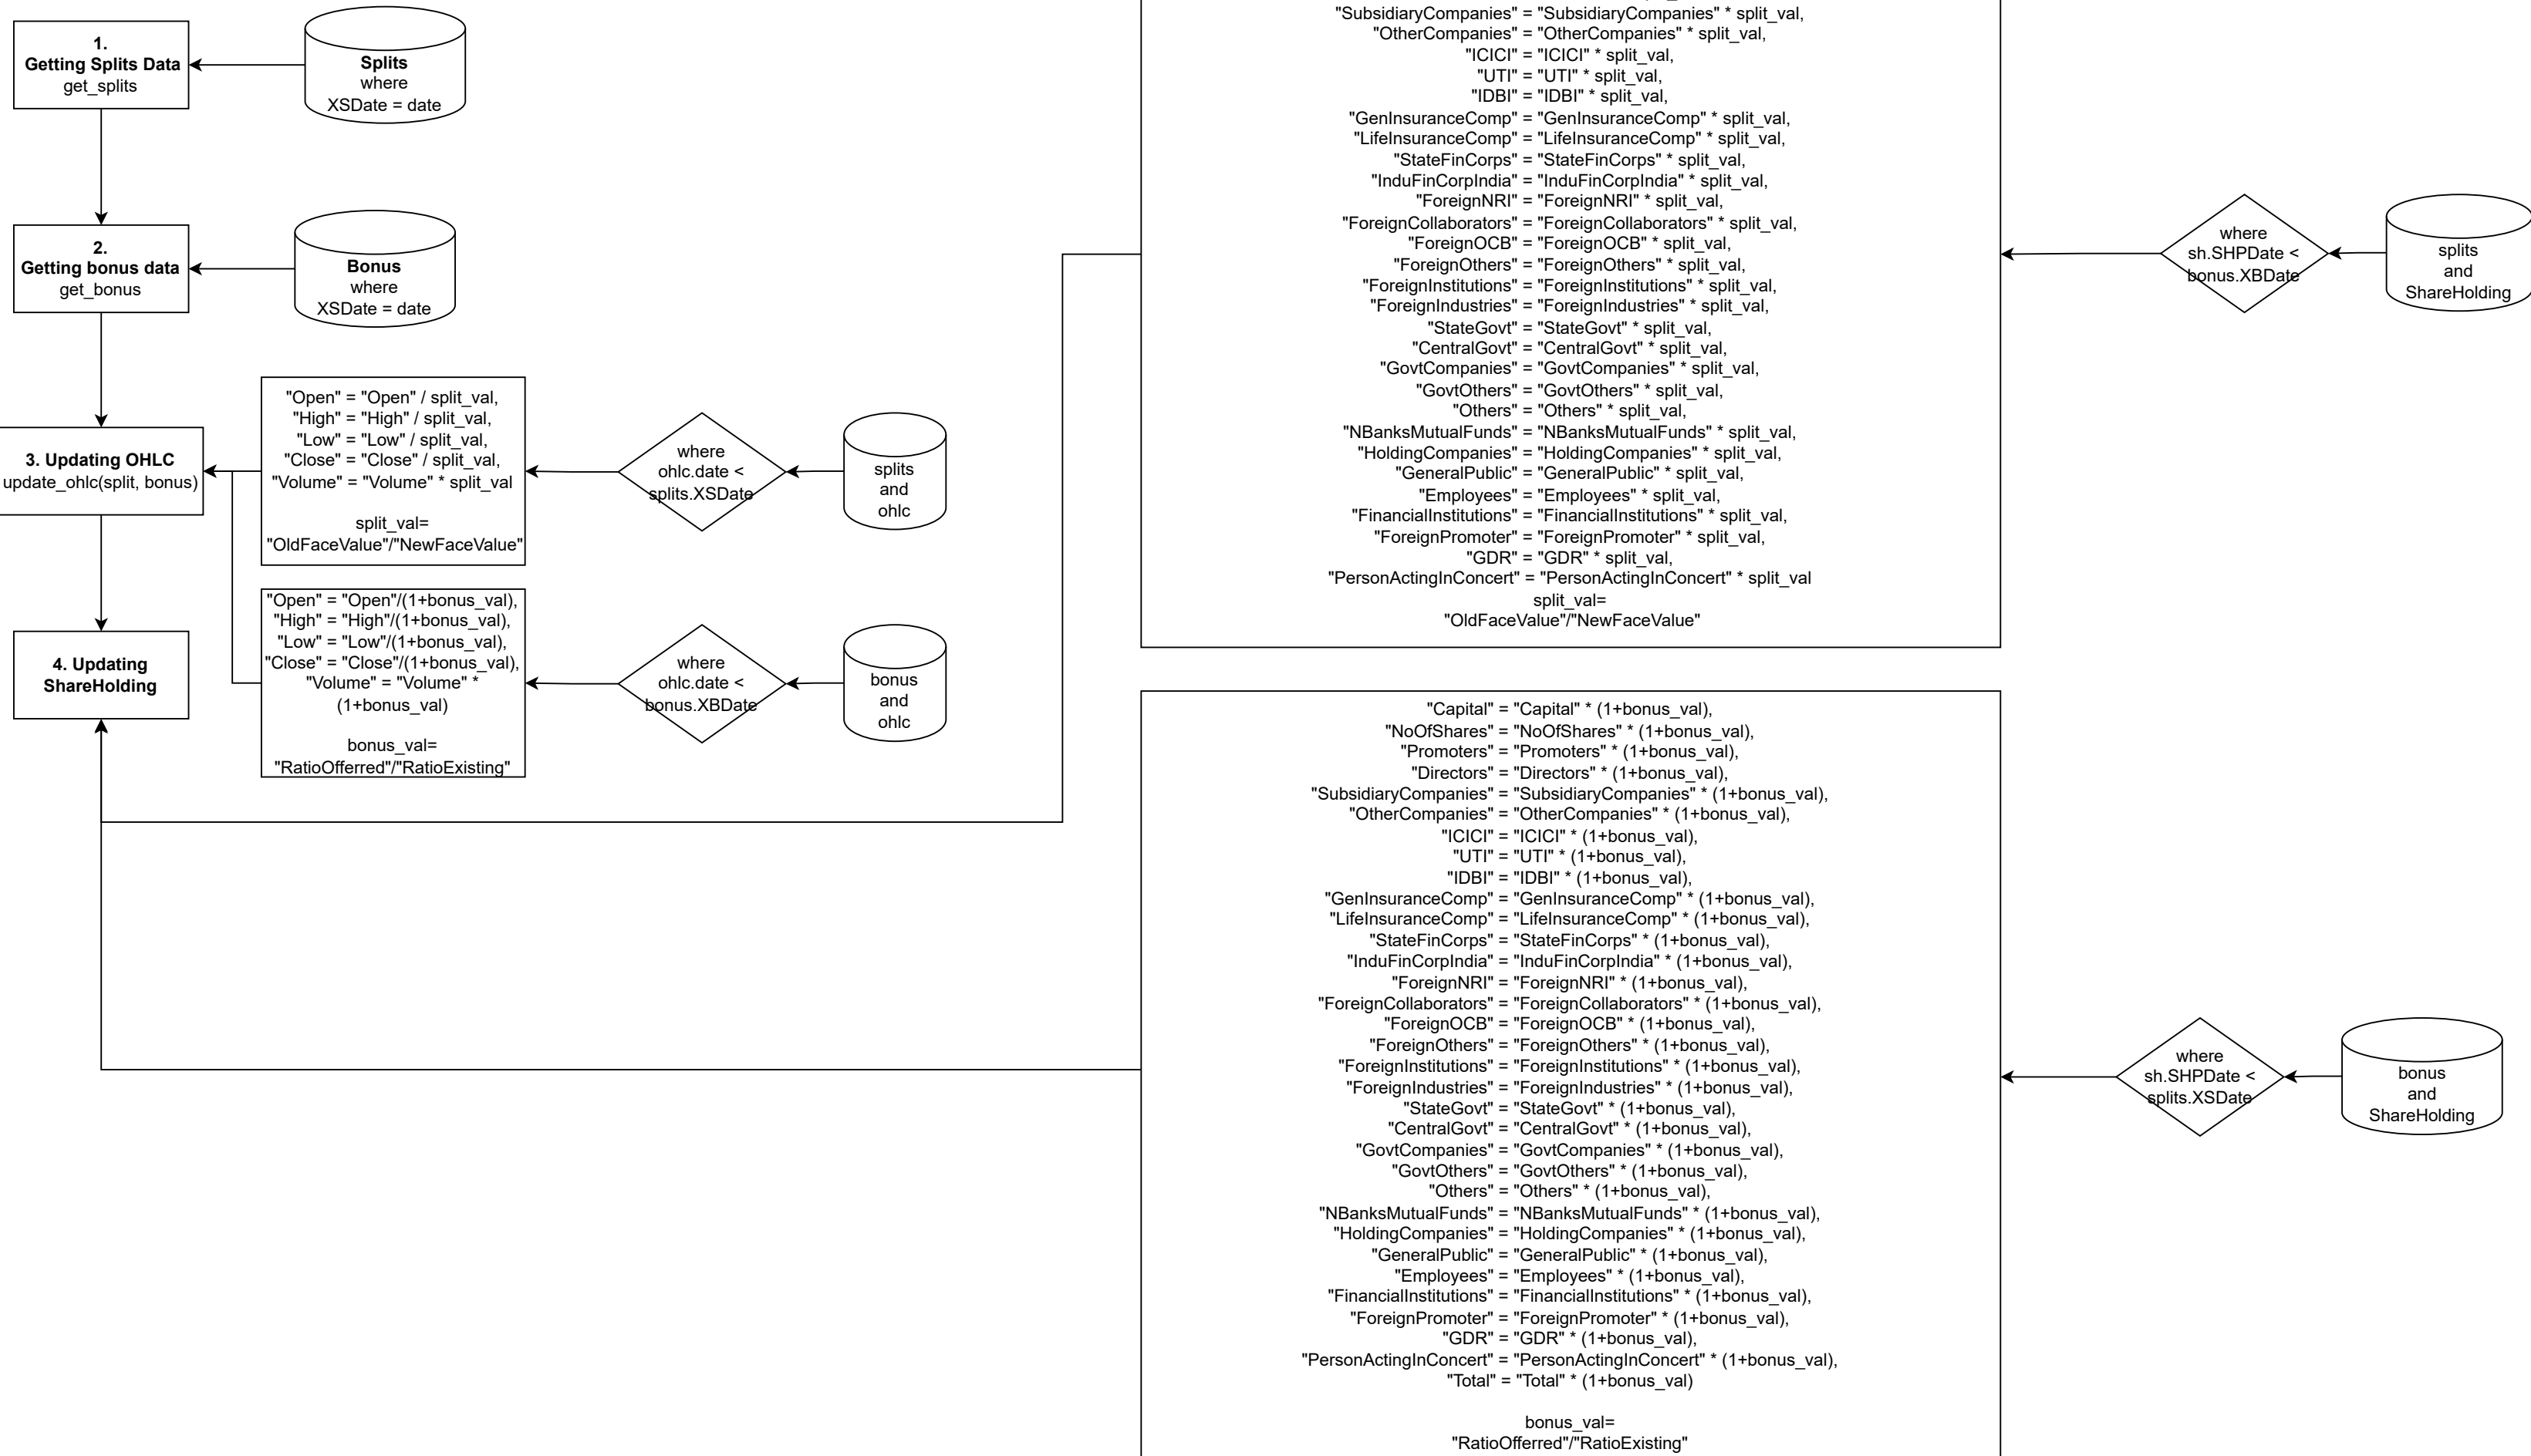 1.
Getting Splits Data
get_splits
Splits
where
XSDate = date
2.
Getting bonus data
get_bonus
Bonus
where
XSDate = date
3. Updating OHLC
update_ohlc(split, bonus)
"Open" = "Open" / split_val,
"High" = "High" / split_val,
"Low" = "Low" / split_val,
"Close" = "Close" / split_val,
"Volume" = "Volume" * split_val
split_val=
"OldFaceValue"/"NewFaceValue"
where
ohlc.date <
splits.XSDate
splits
and
ohlc
"Open" = "Open"/(1+bonus_val),
"High" = "High"/(1+bonus_val),
"Low" = "Low"/(1+bonus_val),
"Close" = "Close"/(1+bonus_val),
"Volume" = "Volume" *
(1+bonus_val)
bonus_val=
"RatioOfferred"/"RatioExisting"
where
ohlc.date <
bonus.XBDate
bonus
and
ohlc
4. Updating
ShareHolding
"SubsidiaryCompanies" = "SubsidiaryCompanies" * split_val,
"OtherCompanies" = "OtherCompanies" * split_val,
"ICICI" = "ICICI" * split_val,
"UTI" = "UTI" * split_val,
"IDBI" = "IDBI" * split_val,
"GenInsuranceComp" = "GenInsuranceComp" * split_val,
"LifeInsuranceComp" = "LifeInsuranceComp" * split_val,
"StateFinCorps" = "StateFinCorps" * split_val,
"InduFinCorpIndia" = "InduFinCorpIndia" * split_val,
"ForeignNRI" = "ForeignNRI" * split_val,
"ForeignCollaborators" = "ForeignCollaborators" * split_val,
"ForeignOCB" = "ForeignOCB" * split_val,
"ForeignOthers" = "ForeignOthers" * split_val,
"ForeignInstitutions" = "ForeignInstitutions" * split_val,
"ForeignIndustries" = "ForeignIndustries" * split_val,
"StateGovt" = "StateGovt" * split_val,
"CentralGovt" = "CentralGovt" * split_val,
"GovtCompanies" = "GovtCompanies" * split_val,
"GovtOthers" = "GovtOthers" * split_val,
"Others" = "Others" * split_val,
"NBanksMutualFunds" = "NBanksMutualFunds" * split_val,
"HoldingCompanies" = "HoldingCompanies" * split_val,
"GeneralPublic" = "GeneralPublic" * split_val,
"Employees" = "Employees" * split_val,
"FinancialInstitutions" = "FinancialInstitutions" * split_val,
"ForeignPromoter" = "ForeignPromoter" * split_val,
"GDR" = "GDR" * split_val,
"PersonActingInConcert" = "PersonActingInConcert" * split_val
split_val=
"OldFaceValue"/"NewFaceValue"
where
sh.SHPDate <
bonus.XBDate
splits
and
ShareHolding
"Capital" = "Capital" * (1+bonus_val),
"NoOfShares" = "NoOfShares" * (1+bonus_val),
"Promoters" = "Promoters" * (1+bonus_val),
"Directors" = "Directors" * (1+bonus_val),
"SubsidiaryCompanies" = "SubsidiaryCompanies" * (1+bonus_val),
"OtherCompanies" = "OtherCompanies" * (1+bonus_val),
"ICICI" = "ICICI" * (1+bonus_val),
"UTI" = "UTI" * (1+bonus_val),
"IDBI" = "IDBI" * (1+bonus_val),
"GenInsuranceComp" = "GenInsuranceComp" * (1+bonus_val),
"LifeInsuranceComp" = "LifeInsuranceComp" * (1+bonus_val),
"StateFinCorps" = "StateFinCorps" * (1+bonus_val),
"InduFinCorpIndia" = "InduFinCorpIndia" * (1+bonus_val),
"ForeignNRI" = "ForeignNRI" * (1+bonus_val),
"ForeignCollaborators" = "ForeignCollaborators" * (1+bonus_val),
"ForeignOCB" = "ForeignOCB" * (1+bonus_val),
"ForeignOthers" = "ForeignOthers" * (1+bonus_val),
"ForeignInstitutions" = "ForeignInstitutions" * (1+bonus_val),
"ForeignIndustries" = "ForeignIndustries" * (1+bonus_val),
"StateGovt" = "StateGovt" * (1+bonus_val),
"CentralGovt" = "CentralGovt" * (1+bonus_val),
"GovtCompanies" = "GovtCompanies" * (1+bonus_val),
"GovtOthers" = "GovtOthers" * (1+bonus_val),
"Others" = "Others" * (1+bonus_val),
"NBanksMutualFunds" = "NBanksMutualFunds" * (1+bonus_val),
"HoldingCompanies" = "HoldingCompanies" * (1+bonus_val),
"GeneralPublic" = "GeneralPublic" * (1+bonus_val),
"Employees" = "Employees" * (1+bonus_val),
"FinancialInstitutions" = "FinancialInstitutions" * (1+bonus_val),
"ForeignPromoter" = "ForeignPromoter" * (1+bonus_val),
"GDR" = "GDR" * (1+bonus_val),
"PersonActingInConcert" = "PersonActingInConcert" * (1+bonus_val),
"Total" = "Total" * (1+bonus_val)
bonus_val=
"RatioOfferred"/"RatioExisting"
where
sh.SHPDate <
splits.XSDate
bonus
and
ShareHolding